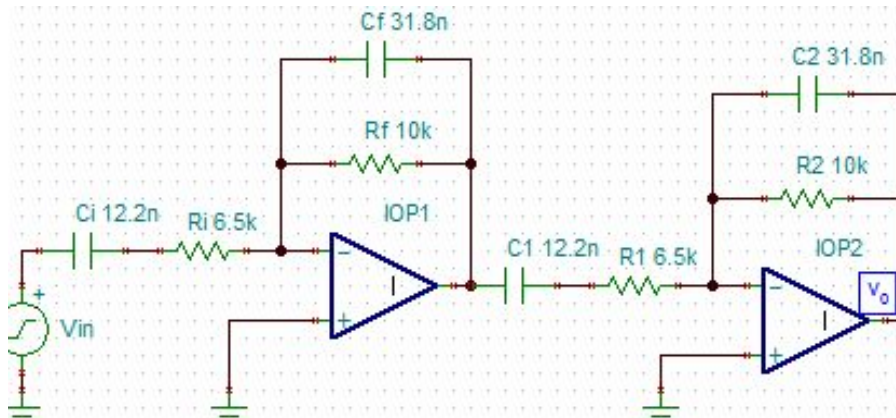 Cf 31.8n
C2 31.8n
Rf 10k
R2 10k
Ci 12.2n
Ri 6.5k
IOP1
C1 12.2n
R1 6.5k
IOP2
-
-
I
+
Vin
+
I
+
Vo